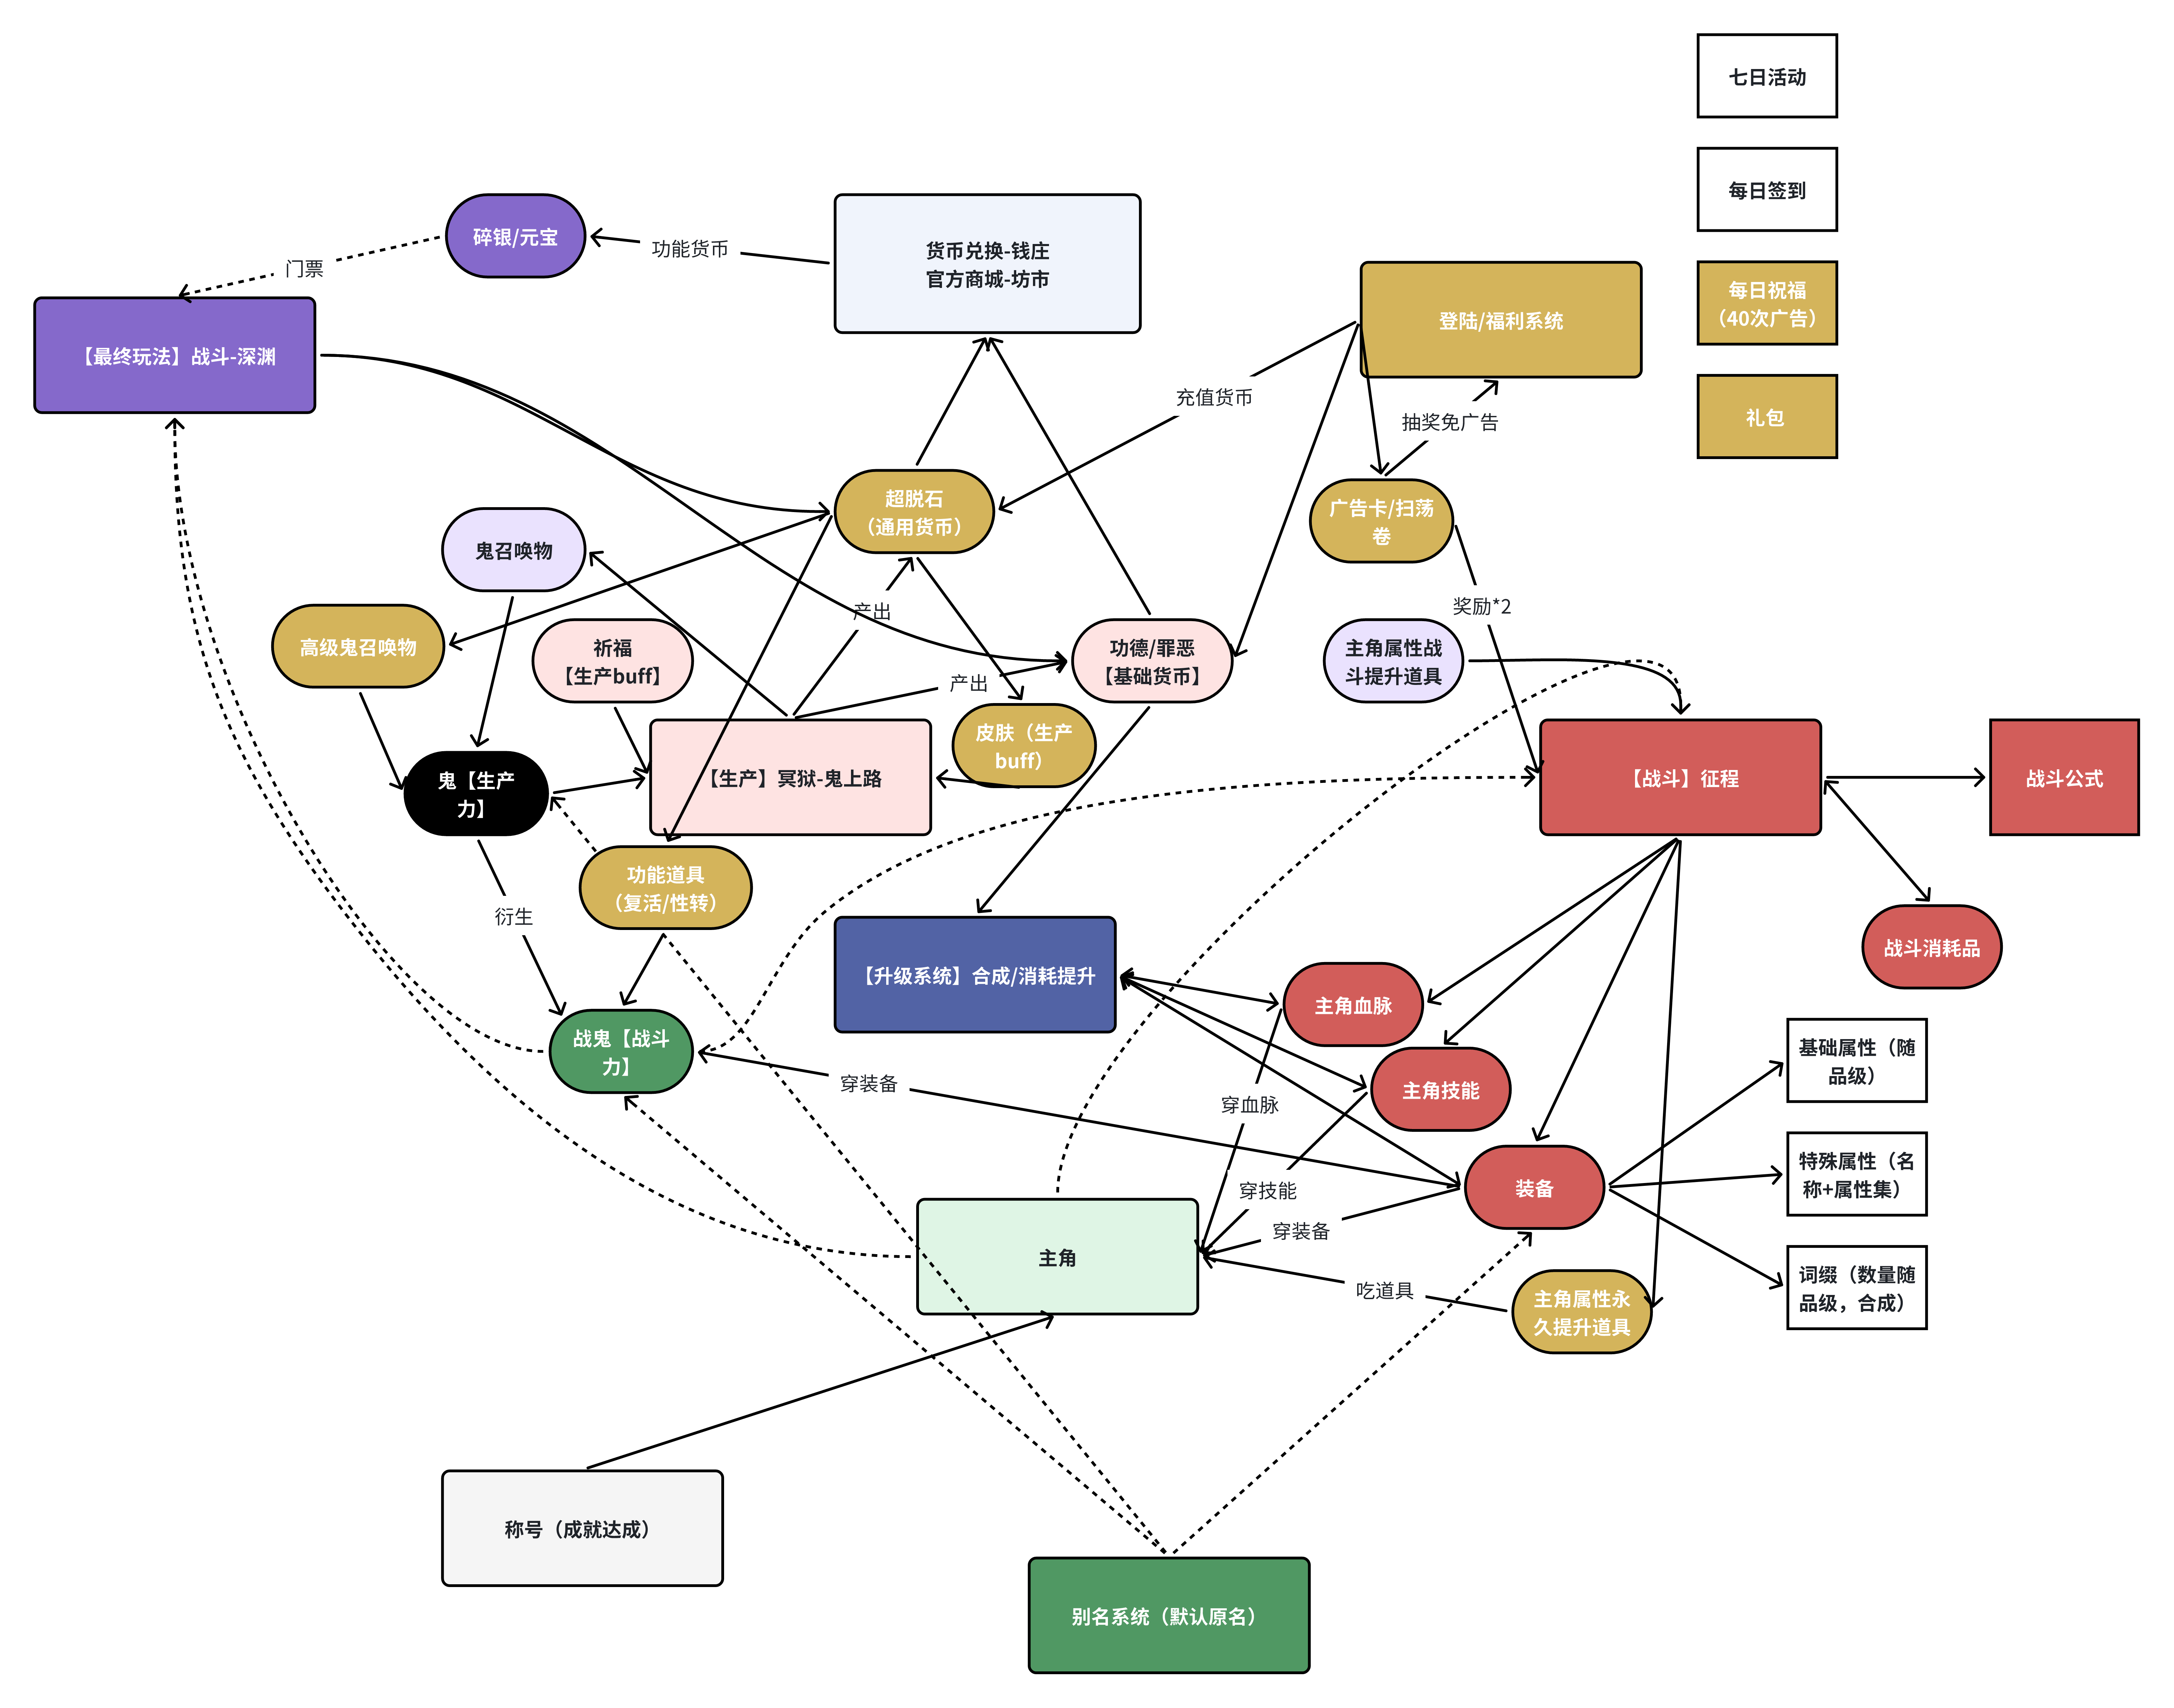 七日活动
每日签到
碎银/元宝
功能货币
货币兑换-钱庄
官方商城-坊市
门票
每日祝福
（40次广告）
登陆/福利系统
【最终玩法】战斗-深渊
充值货币
抽奖免广告
礼包
超脱石
（通用货币）
广告卡/扫荡
卷
鬼召唤物
产出
奖励*2
高级鬼召唤物
祈福
【生产buff】
产出
功德/罪恶
【基础货币】
主角属性战
斗提升道具
皮肤（生产
buff）
鬼【生产
力】
【生产】冥狱-鬼上路
【战斗】征程
战斗公式
功能道具
（复活/性转）
衍生
战斗消耗品
【升级系统】合成/消耗提升
主角血脉
战鬼【战斗
力】
穿装备
穿血脉
主角技能
基础属性（随
品级）
穿技能
装备
特殊属性（名
称+属性集）
穿装备
主角
吃道具
主角属性永
久提升道具
词缀（数量随
品级，合成）
称号（成就达成）
别名系统（默认原名）